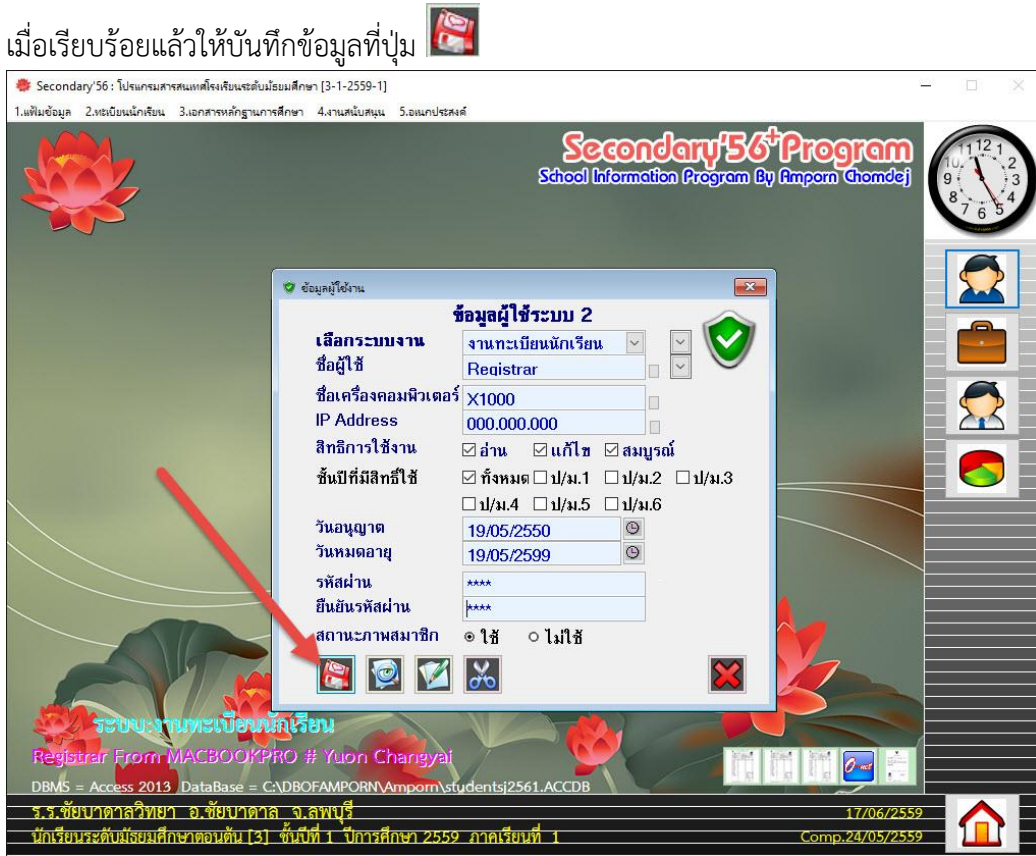 เมื่อเรียบร้อยแล้วให้บันทึกข้อมูลที่ปุ่ม
Secondary'56 : โปรแกรมสารสนเทศโรงเรียนระดับมัธยมศึกษา [3-1-2559-1]
1.แฟ้มข้อมูล 2.ทะเบียนนักเรียน 3.เอกสารหลักฐานการศึกษา 4.งานสนับสนุน 5.อเนกประสงค์
Secondary'56+Program
School Information Program By Amporn Chomdej
ข้อมูลผู้ใช้งาน
ข้อมูลผู้ใช้ระบบ 2
เลือกระบบงาน งานทะเบียนนักเรียน
ชื่อผู้ใช้ Registrar
ชื่อเครื่องคอมพิวเตอร์ X1000
IP Address 000.000.000
สิทธิการใช้งาน อ่าน แก้ไข สมบูรณ์
ชั้นปีที่มีสิทธิ์ใช้ ทั้งหมด ป/ม.1 ป/ม.2 ป/ม.3
ป/ม.4 ป/ม.5 ป/ม.6
วันอนุญาต 19/05/2550
วันหมดอายุ 19/05/2599
รหัสผ่าน ****
ยืนยันรหัสผ่าน ****
สถานะภาพสมาชิก ใช้ ไม่ใช้
ระบบ:งานทะเบียนนักเรียน
Registrar From MACBOOKPRO # Yuon Changyai
DBMS = Access 2013 DataBase = C:\DBOFAMPORN\Amporn\studentsj2561.ACCDB
O-net
ร.ร.ชัยบาดาลวิทยา อ.ชัยบาดาล จ.ลพบุรี 17/06/2559
นักเรียนระดับมัธยมศึกษาตอนต้น [3] ชั้นปีที่ 1 ปีการศึกษา 2559 ภาคเรียนที่ 1 Comp.24/05/2559